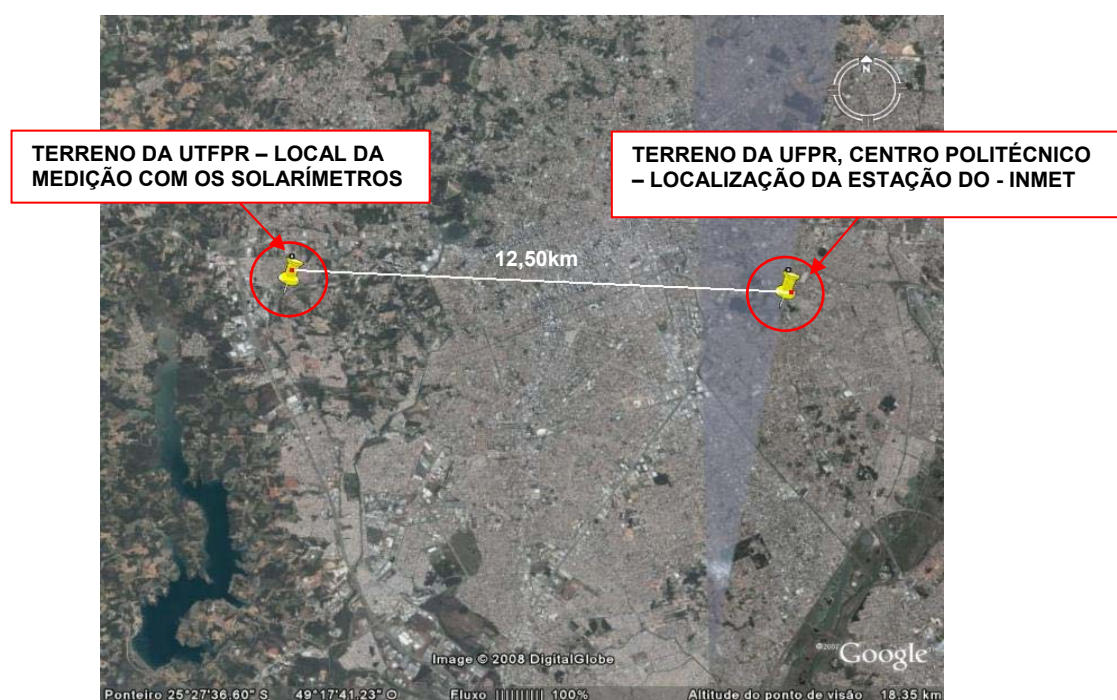 TERRENO DA UTFPR – LOCAL DA
MEDIÇÃO COM OS SOLARÍMETROS
TERRENO DA UFPR, CENTRO POLITÉCNICO
– LOCALIZAÇÃO DA ESTAÇÃO DO - INMET
N
12,50km
Image © 2008 DigitalGlobe
©2007 Google
Ponteiro 25°27'36.60" S 49°17'41.23" O Fluxo ||||||||| 100% Altitude do ponto de visão 18.35 km